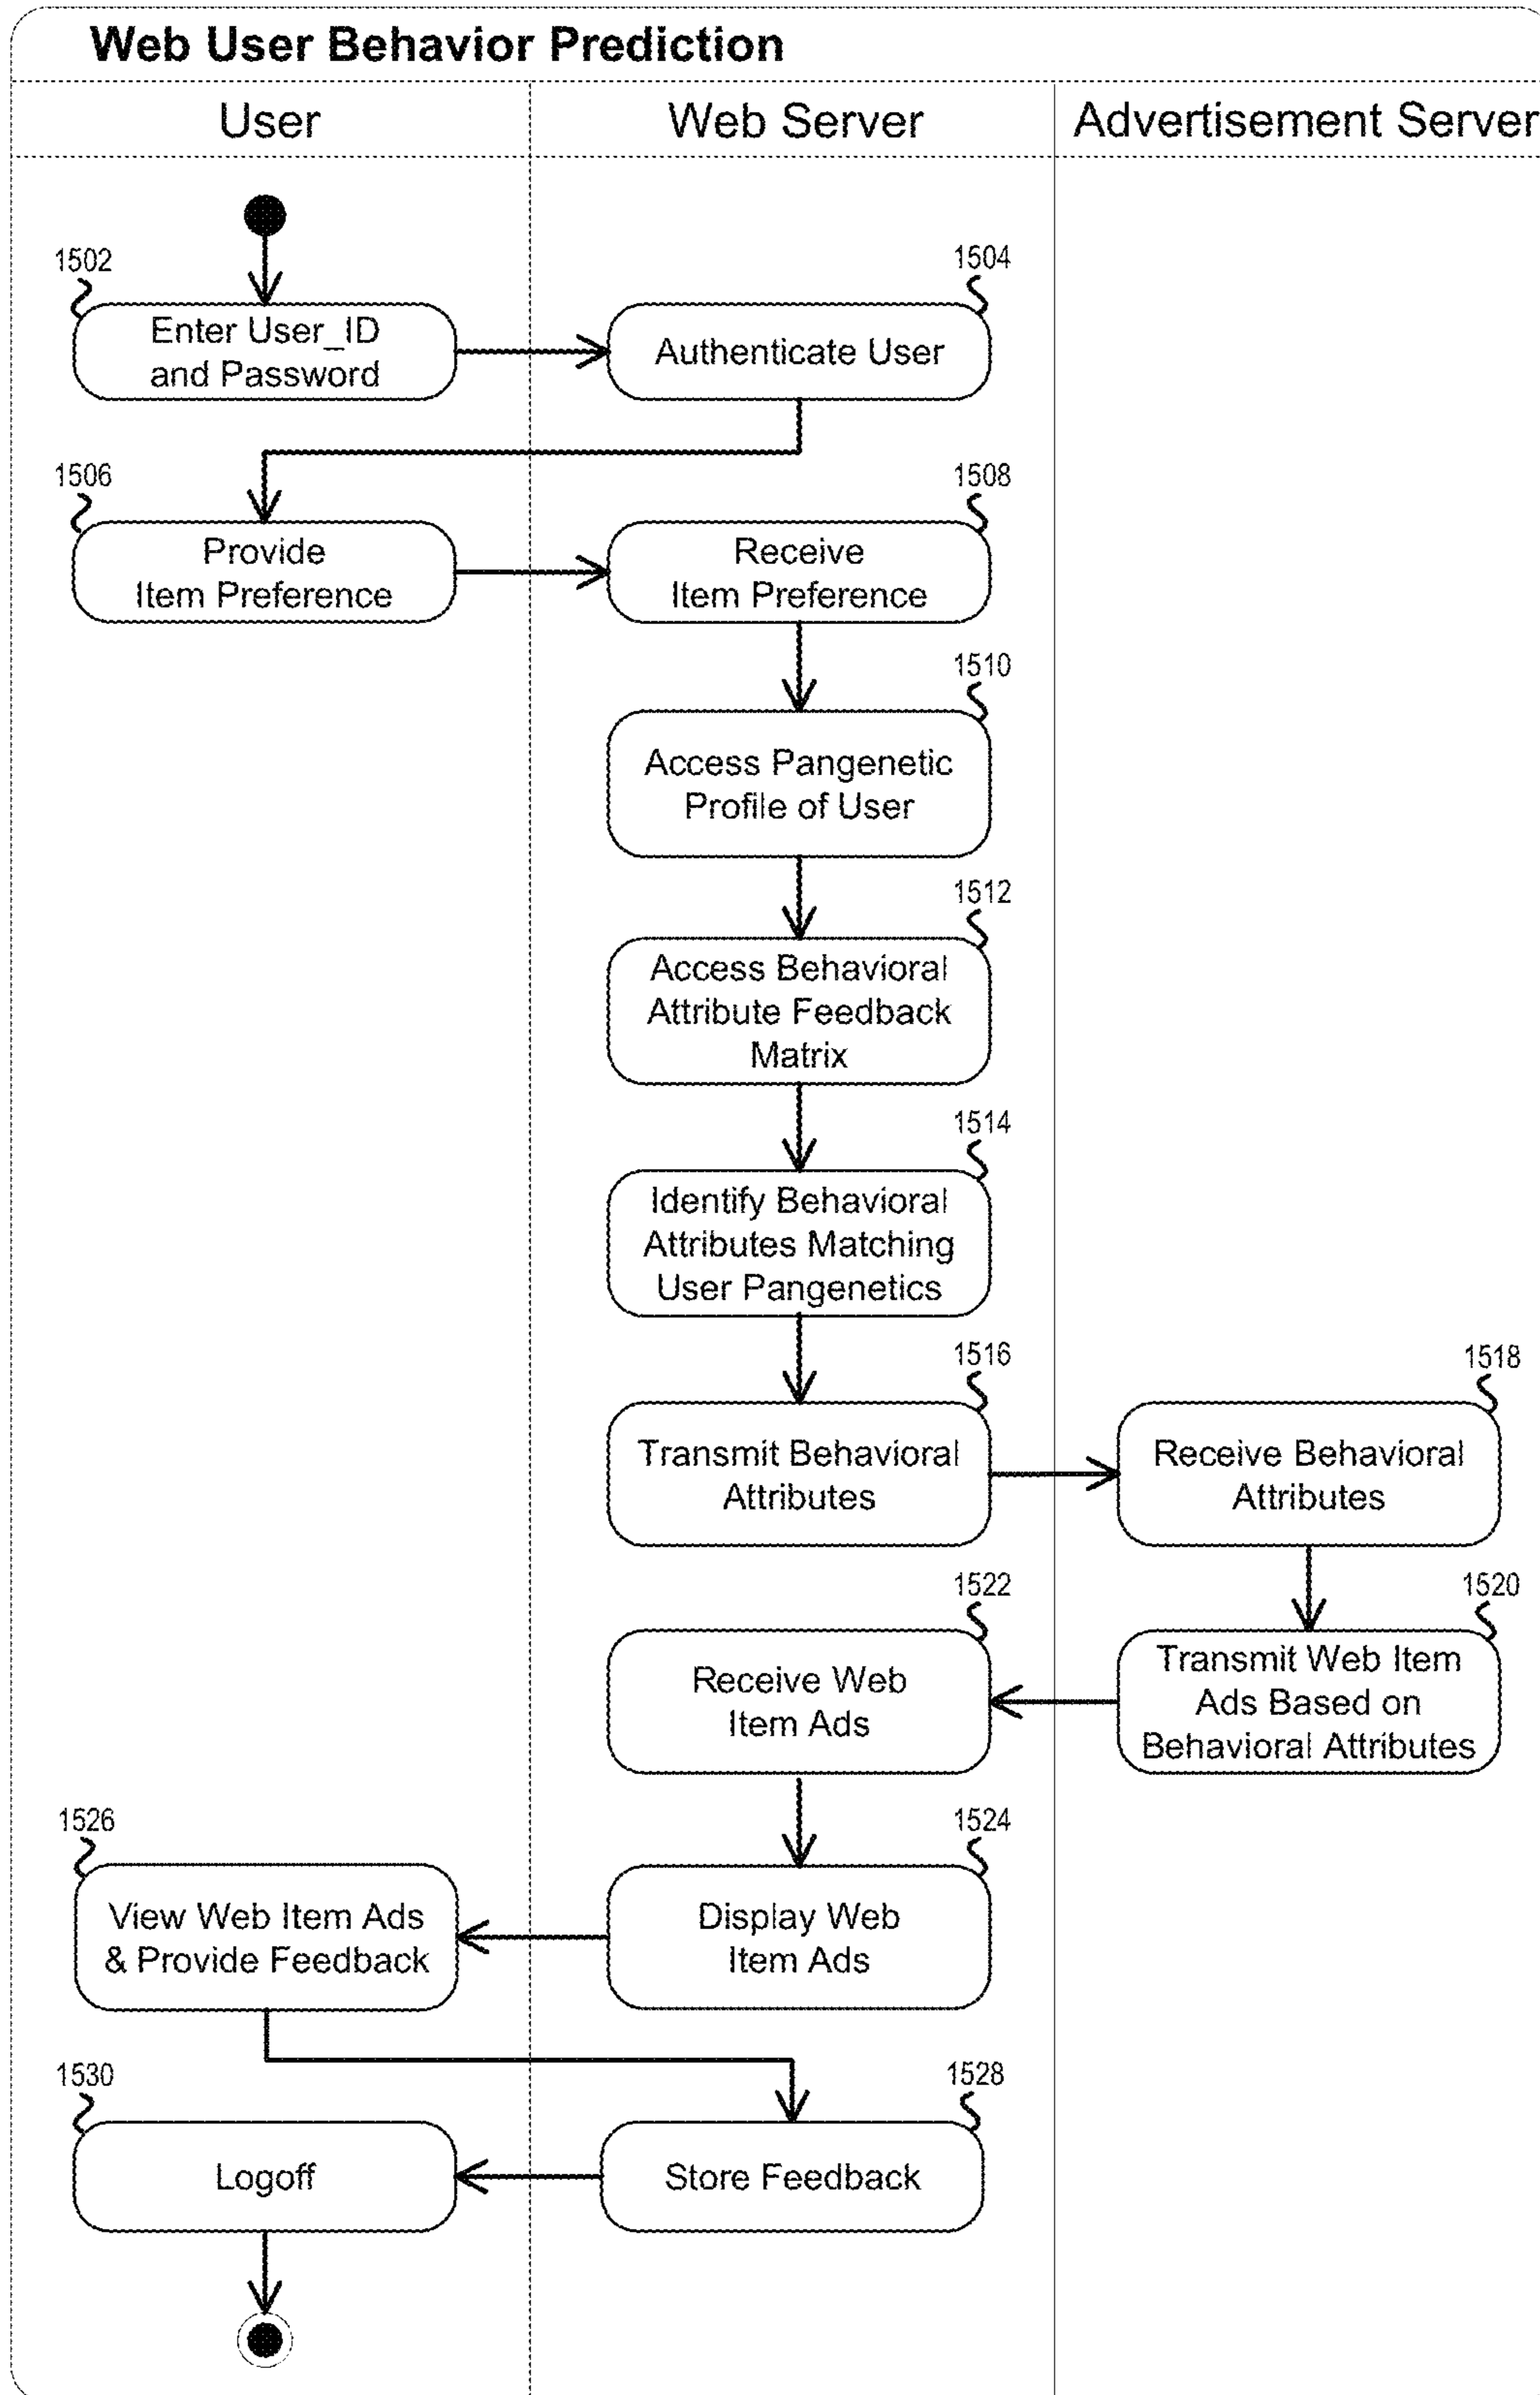 Web User Behavior Prediction
User
Web Server
Advertisement Server
1502
Enter User_ID
and Password
1504
Authenticate User
1506
Provide
Item Preference
1508
Receive
Item Preference
1510
Access Pangenetic
Profile of User
1512
Access Behavioral
Attribute Feedback
Matrix
1514
Identify Behavioral
Attributes Matching
User Pangenetics
1516
Transmit Behavioral
Attributes
1518
Receive Behavioral
Attributes
1520
Transmit Web Item
Ads Based on
Behavioral Attributes
1522
Receive Web
Item Ads
1524
Display Web
Item Ads
1526
View Web Item Ads
& Provide Feedback
1528
Store Feedback
1530
Logoff